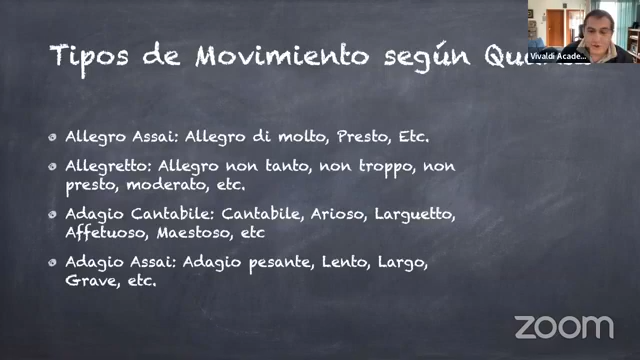 Tipos de Movimiento según
Vivaldi Acade...
Allegro Assai: Allegro di molto, Presto, Etc.
Allegretto: Allegro non tanto, non troppo, non
presto, moderato, etc.
Adagio Cantabile: Cantabile, Arioso, Larguetto,
Affetuoso, Maestoso, etc
Adagio Assai: Adagio pesante, Lento, Largo,
Grave, etc.
zoom